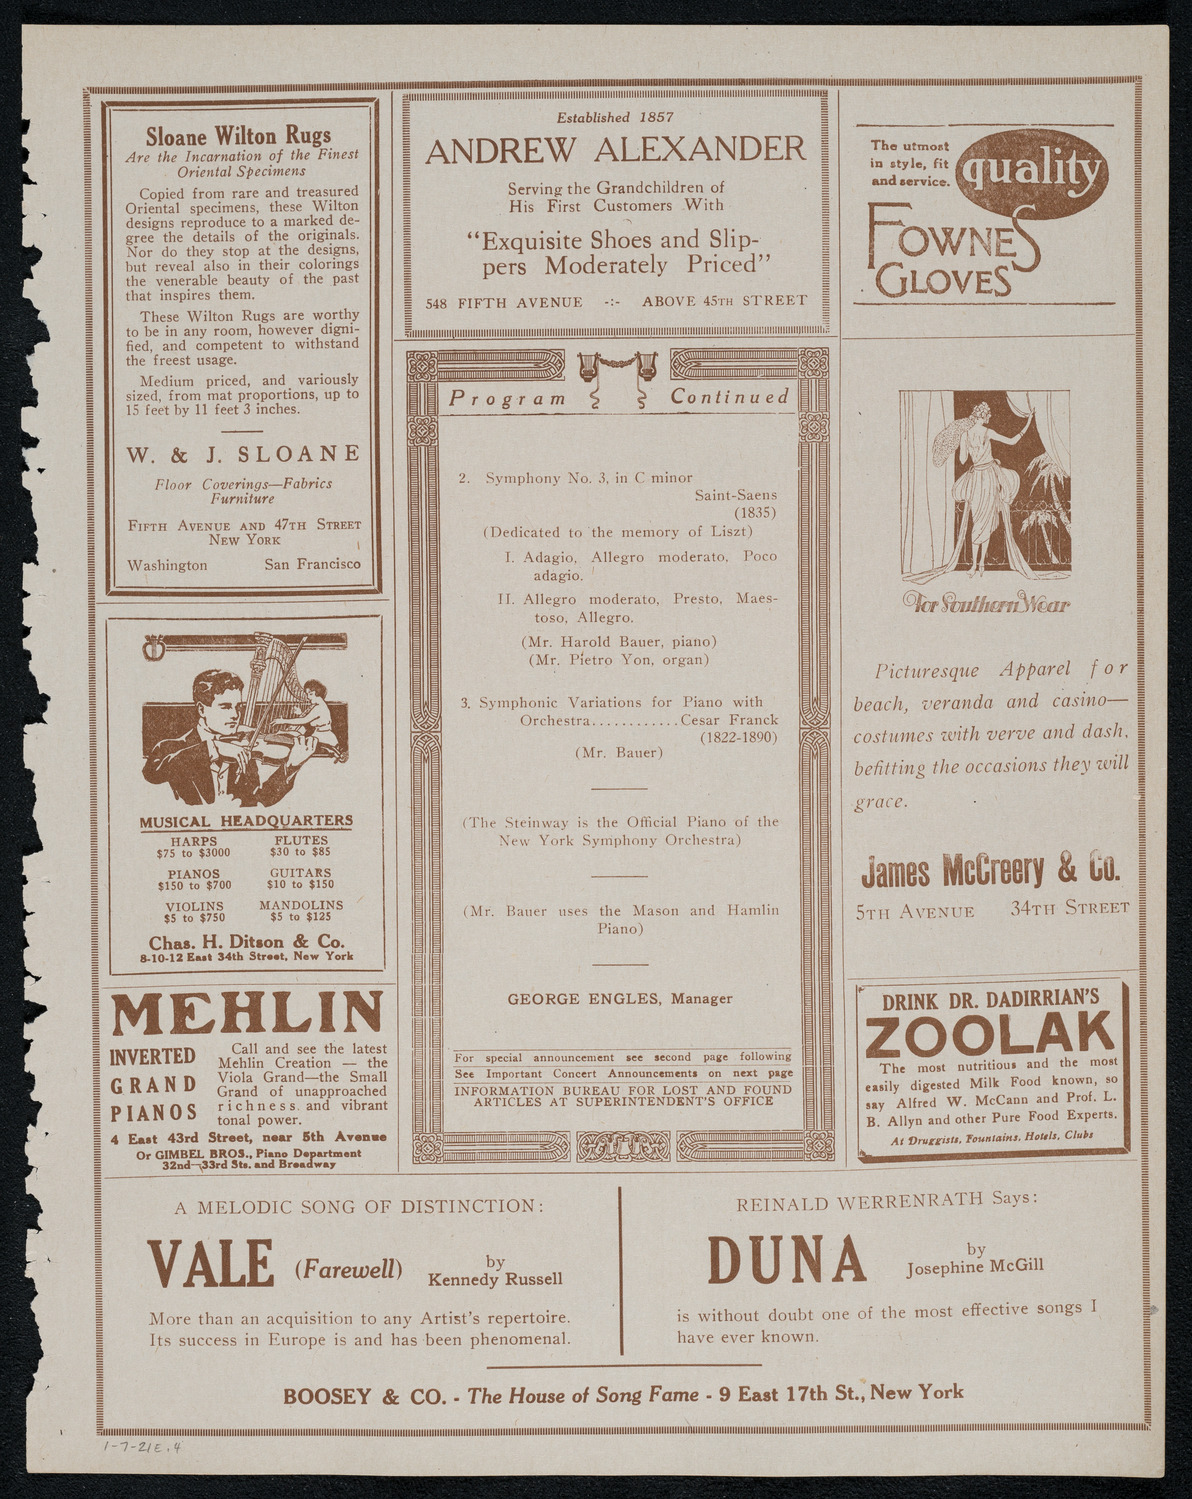 Sloane Wilton Rugs
Are the Incarnation of the Finest
Oriental Specimens
Copied from rare and treasured
Oriental specimens, these Wilton
designs reproduce to a marked de-
gree the details of the originals.
Nor do they stop at the designs,
but reveal also in their colorings
the venerable beauty of the past
that inspires them.
These Wilton Rugs are worthy
to be in any room, however digni-
fied, and competent to withstand
the freest usage.
Medium priced, and variously
sized, from mat proportions, up to
15 feet by 11 feet 3 inches.
W. & J. SLOANE
Floor Coverings—Fabrics
Furniture
FIFTH AVENUE AND 47TH STREET
NEW YORK
Washington San Francisco
MUSICAL HEADQUARTERS
HARPS FLUTES
$75 to $3000 $30 to $85
PIANOS GUITARS
$150 to $700 $10 to $150
VIOLINS MANDOLINS
$5 to $750 $5 to $125
Chas. H. Ditson & Co.
8-10-12 East 34th Street, New York
MEHLIN
INVERTED
GRAND
PIANOS
Call and see the latest
Mehlin Creation — the
Viola Grand—the Small
Grand of unapproached
richness and vibrant
tonal power.
4 East 43rd Street, near 5th Avenue
Or GIMBEL BROS., Piano Department
32nd—33rd Sts. and Broadway
Established 1857
ANDREW ALEXANDER
Serving the Grandchildren of
His First Customers With
"Exquisite Shoes and Slip-
pers Moderately Priced"
548 FIFTH AVENUE -:- ABOVE 45TH STREET
Program Continued
2. Symphony No. 3, in C minor
Saint-Saens
(1835)
(Dedicated to the memory of Liszt)
I. Adagio, Allegro moderato, Poco
adagio.
II. Allegro moderato, Presto, Maes-
toso, Allegro.
(Mr. Harold Bauer, piano)
(Mr. Pietro Yon, organ)
3. Symphonic Variations for Piano with
Orchestra............Cesar Franck
(1822-1890)
(Mr. Bauer)
(The Steinway is the Official Piano of the
New York Symphony Orchestra)
(Mr. Bauer uses the Mason and Hamlin
Piano)
GEORGE ENGLES, Manager
For special announcement see second page following
See Important Concert Announcements on next page
INFORMATION BUREAU FOR LOST AND FOUND
ARTICLES AT SUPERINTENDENT'S OFFICE
The utmost
in style, fit
and service.
quality
FOWNES
GLOVES
For Southern Wear
Picturesque Apparel for
beach, veranda and casino—
costumes with verve and dash,
befitting the occasions they will
grace.
James McCreery & Co.
5TH AVENUE 34TH STREET
DRINK DR. DADIRRIAN'S
ZOOLAK
The most nutritious and the most
easily digested Milk Food known, so
say Alfred W. McCann and Prof. L.
B. Allyn and other Pure Food Experts.
At Druggists, Fountains, Hotels, Clubs
A MELODIC SONG OF DISTINCTION:
VALE (Farewell) by
Kennedy Russell
More than an acquisition to any Artist's repertoire.
Its success in Europe is and has been phenomenal.
REINALD WERRENRATH Says:
DUNA by
Josephine McGill
is without doubt one of the most effective songs I
have ever known.
BOOSEY & CO. - The House of Song Fame - 9 East 17th St., New York
1-7-21E.4